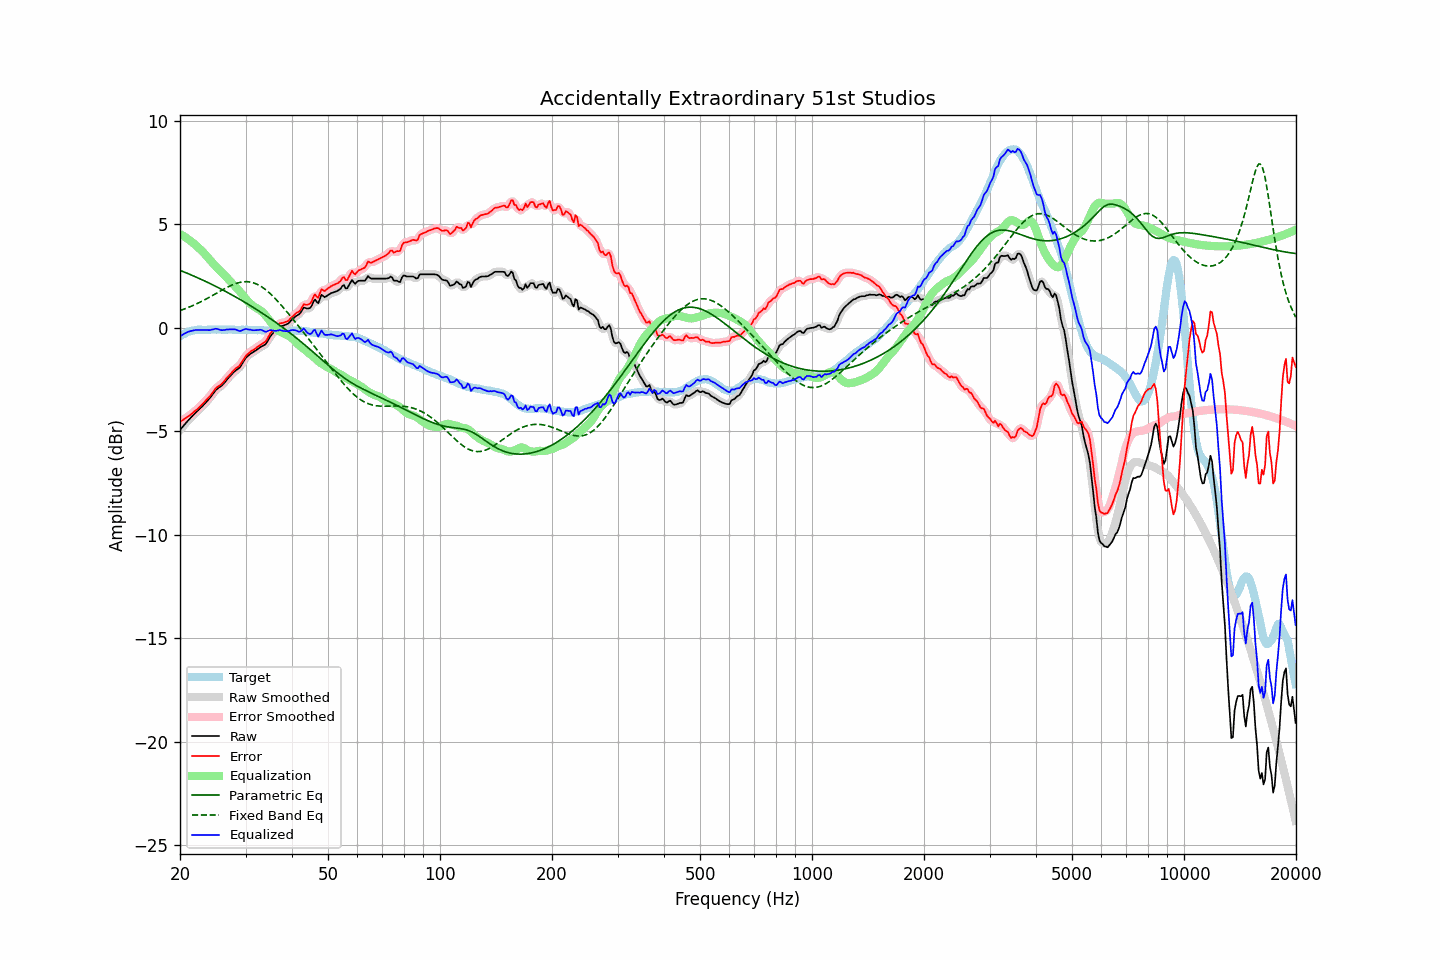 Accidentally Extraordinary 51st Studios
10
5
0
−5
−10
−15
−20
−25
Amplitude (dBr)
Target
Raw Smoothed
Error Smoothed
Raw
Error
Equalization
Parametric Eq
Fixed Band Eq
Equalized
20 50 100 200 500 1000 2000 5000 10000 20000
Frequency (Hz)